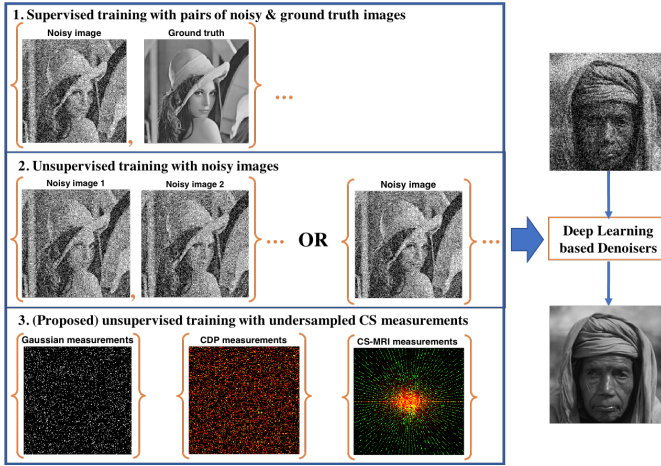 1. Supervised training with pairs of noisy & ground truth images
Noisy image
Ground truth
,
...
2. Unsupervised training with noisy images
Noisy image 1
Noisy image 2
,
...
OR
Noisy image
...
3. (Proposed) unsupervised training with undersampled CS measurements
Gaussian measurements
CDP measurements
CS-MRI measurements
Deep Learning
based Denoisers